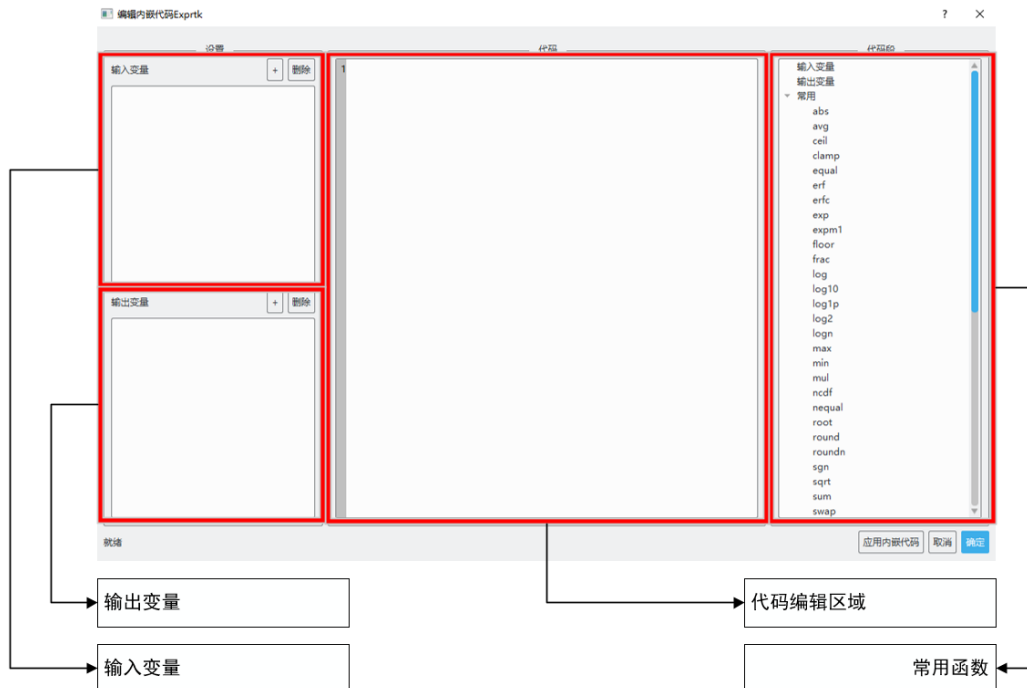 编辑内嵌代码Exprtk
? ×
设置
代码
代码段
输入变量
+
删除
1
输入变量
输出变量
常用
abs
avg
ceil
clamp
equal
erf
erfc
exp
expm1
floor
frac
log
log10
log1p
log2
logn
max
min
mul
ncdf
nequal
root
round
roundn
sgn
sqrt
sum
swap
输出变量
+
删除
就绪
应用内嵌代码
取消
确定
输出变量
代码编辑区域
输入变量
常用函数